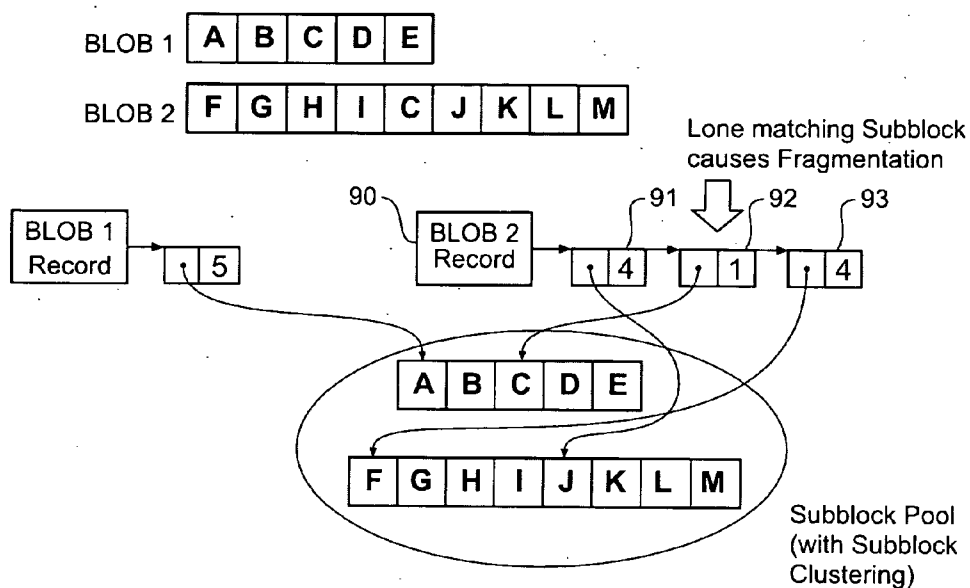 BLOB 1 A B C D E
BLOB 2 F G H I C J K L M
Lone matching Subblock
causes Fragmentation
90 91 92 93
BLOB 1
Record
5
BLOB 2
Record
4 1 4
A B C D E
F G H I J K L M
Subblock Pool
(with Subblock
Clustering)